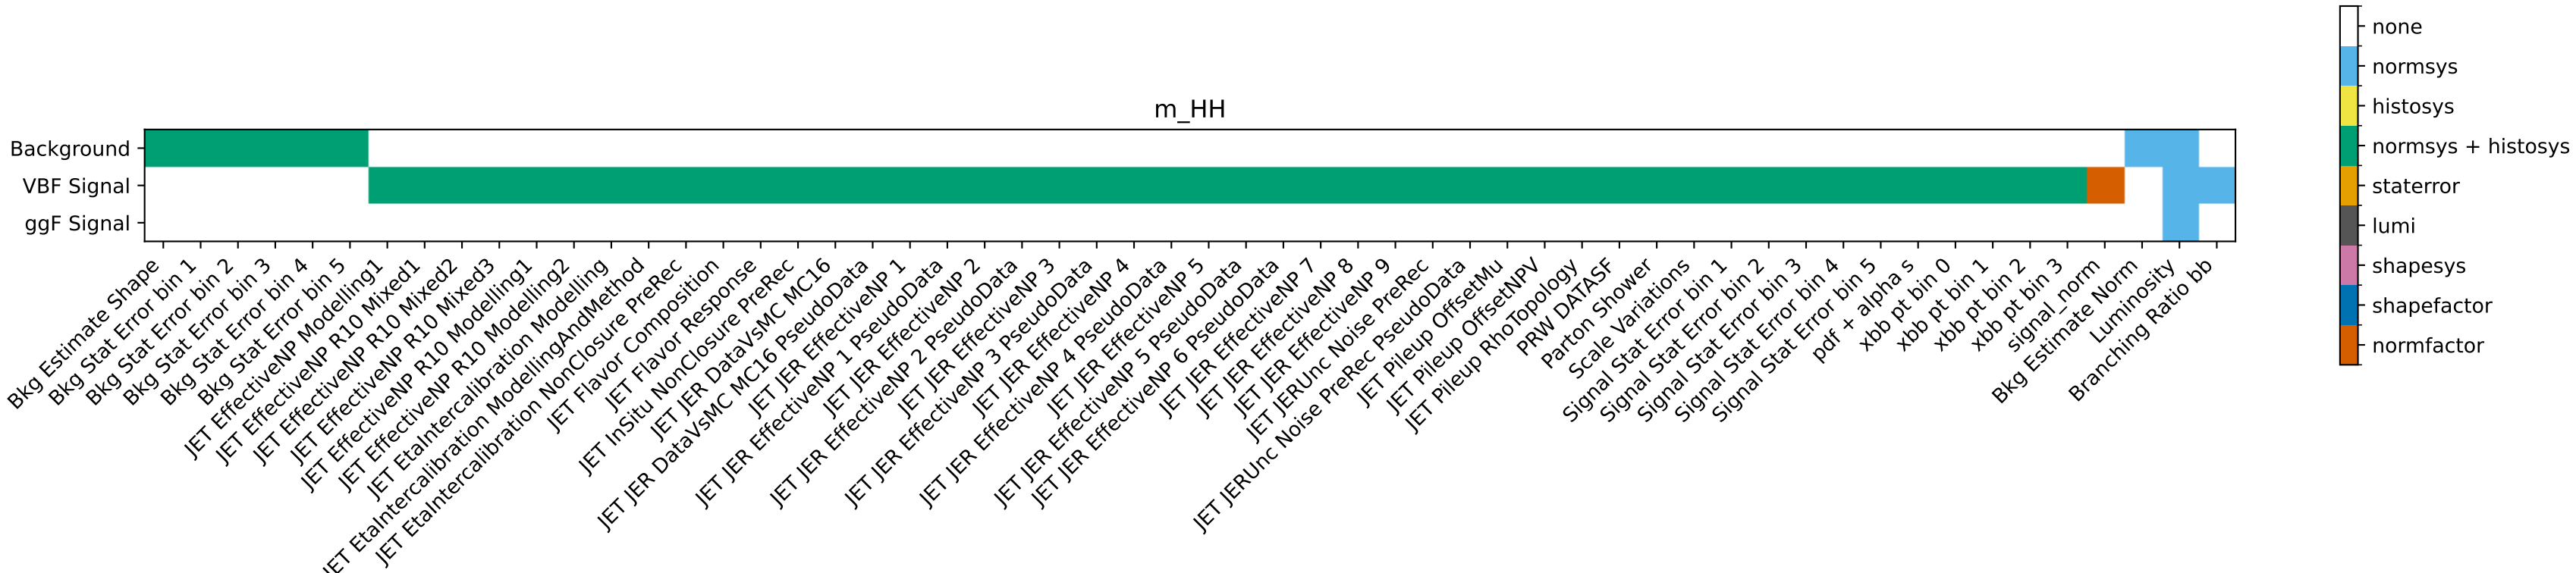 m_HH
Background
VBF Signal
ggF Signal
Bkg Estimate Shape
Bkg Stat Error bin 1
Bkg Stat Error bin 2
Bkg Stat Error bin 3
Bkg Stat Error bin 4
Bkg Stat Error bin 5
JET EffectiveNP Modelling1
JET EffectiveNP R10 Mixed1
JET EffectiveNP R10 Mixed2
JET EffectiveNP R10 Mixed3
JET EffectiveNP R10 Modelling1
JET EffectiveNP R10 Modelling2
JET EtaIntercalibration Modelling
JET EtaIntercalibration ModellingAndMethod
JET EtaIntercalibration NonClosure PreRec
JET Flavor Composition
JET Flavor Response
JET InSitu NonClosure PreRec
JET JER DataVsMC MC16
JET JER DataVsMC MC16 PseudoData
JET JER EffectiveNP 1
JET JER EffectiveNP 1 PseudoData
JET JER EffectiveNP 2
JET JER EffectiveNP 2 PseudoData
JET JER EffectiveNP 3
JET JER EffectiveNP 3 PseudoData
JET JER EffectiveNP 4
JET JER EffectiveNP 4 PseudoData
JET JER EffectiveNP 5
JET JER EffectiveNP 5 PseudoData
JET JER EffectiveNP 6 PseudoData
JET JER EffectiveNP 7
JET JER EffectiveNP 8
JET JER EffectiveNP 9
JET JERUnc Noise PreRec
JET JERUnc Noise PreRec PseudoData
JET Pileup OffsetMu
JET Pileup OffsetNPV
JET Pileup RhoTopology
PRW DATASF
Parton Shower
Scale Variations
Signal Stat Error bin 1
Signal Stat Error bin 2
Signal Stat Error bin 3
Signal Stat Error bin 4
Signal Stat Error bin 5
pdf + alpha s
xbb pt bin 0
xbb pt bin 1
xbb pt bin 2
xbb pt bin 3
signal_norm
Bkg Estimate Norm
Luminosity
Branching Ratio bb
none
normsys
histosys
normsys + histosys
staterror
lumi
shapesys
shapefactor
normfactor